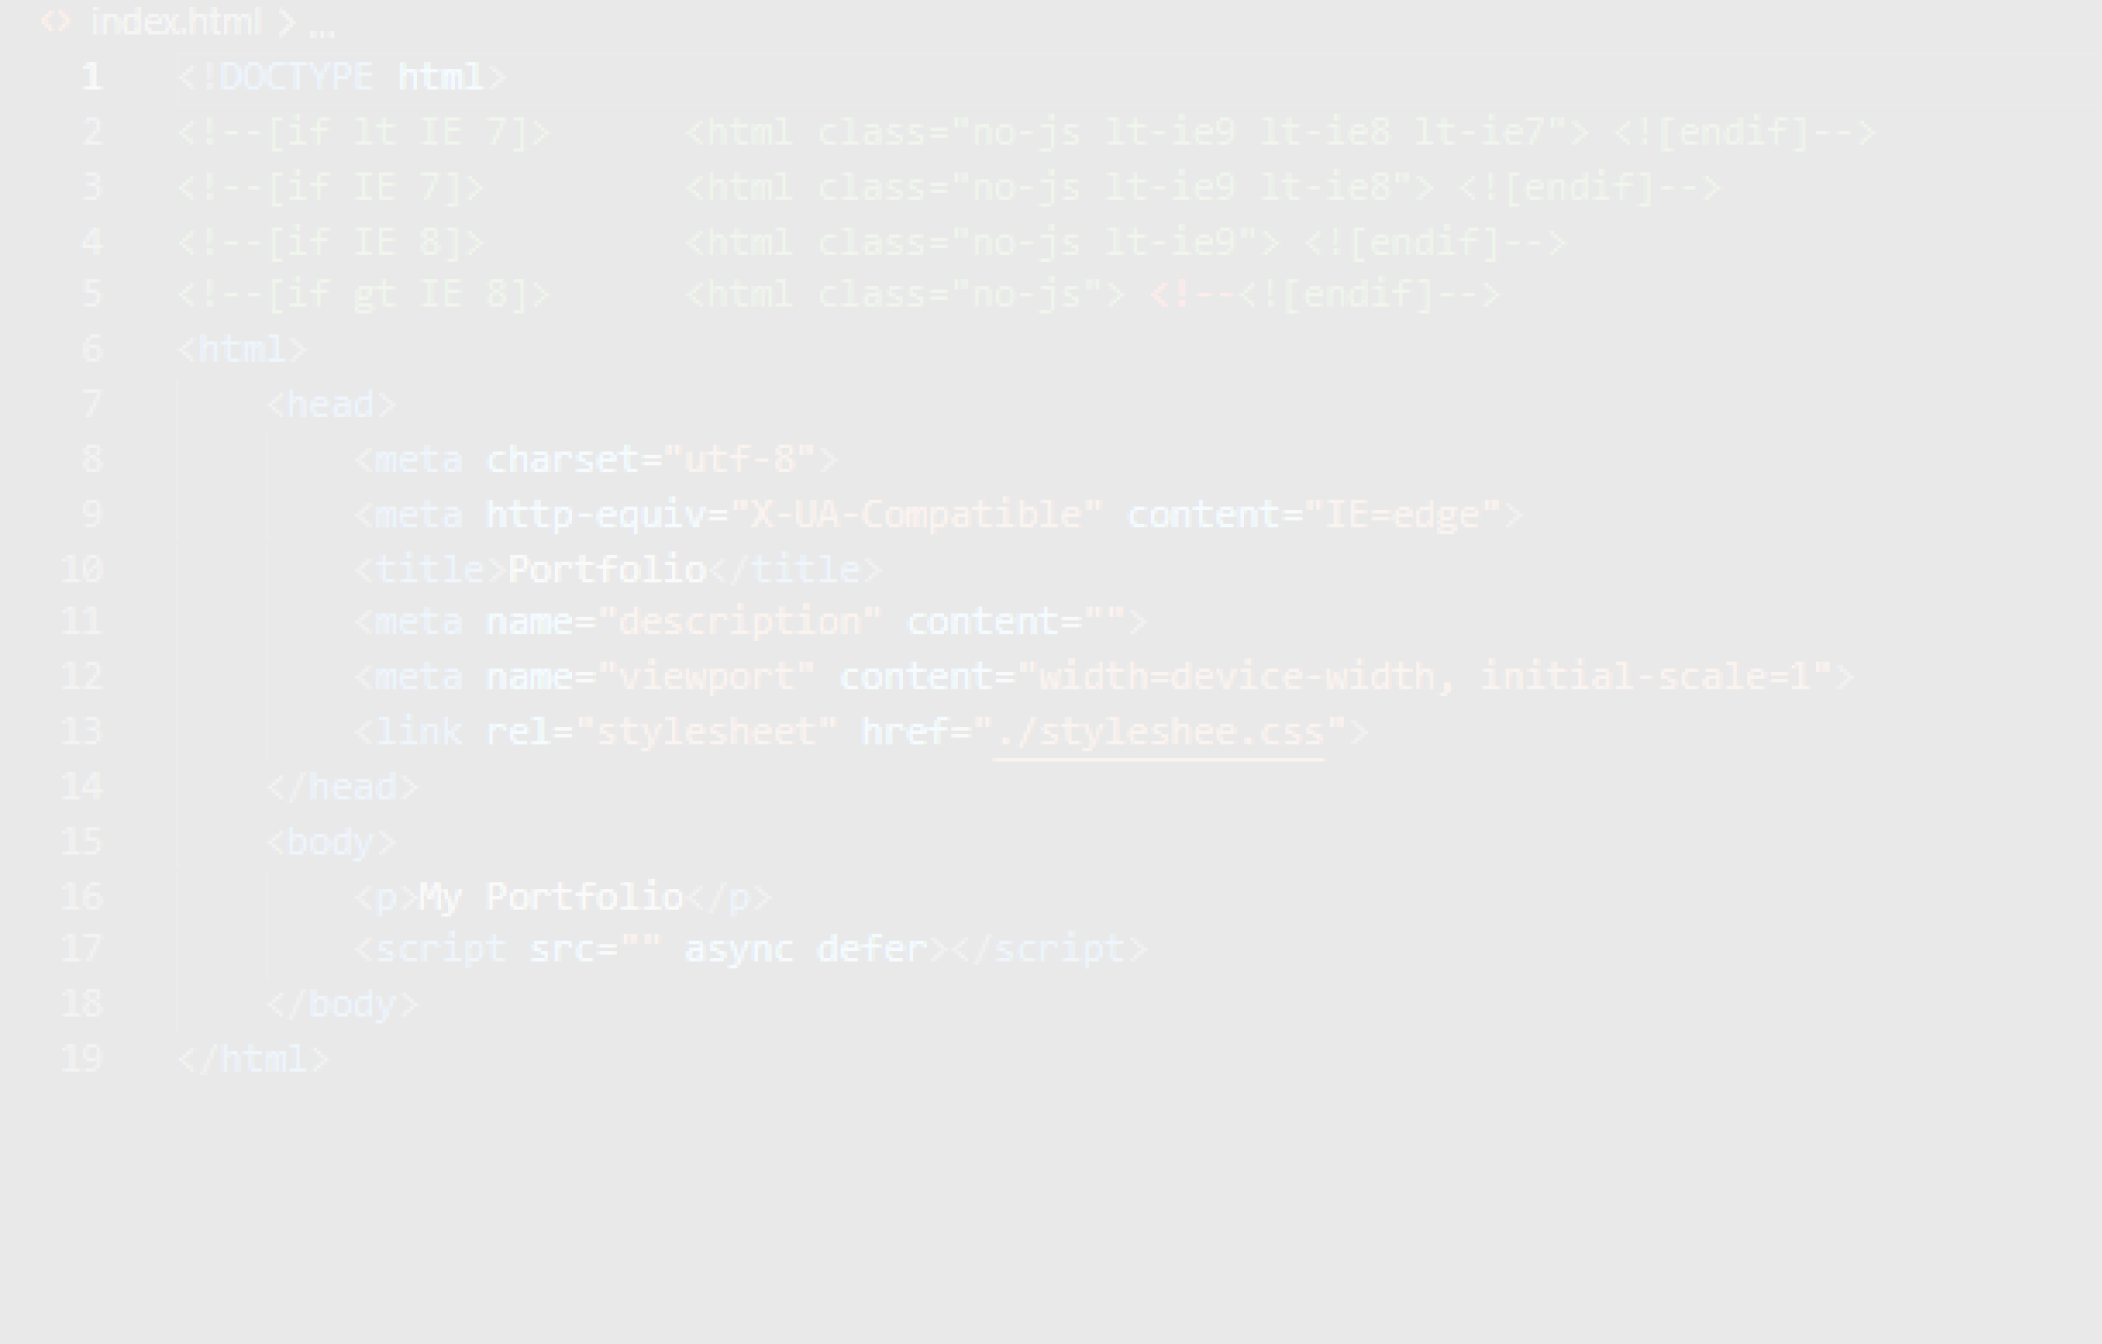 <> index.html > ...
1 <!DOCTYPE html>
2 <!--[if lt IE 7]>      <html class="no-js lt-ie9 lt-ie8 lt-ie7"> <![endif]-->
3 <!--[if IE 7]>         <html class="no-js lt-ie9 lt-ie8"> <![endif]-->
4 <!--[if IE 8]>         <html class="no-js lt-ie9"> <![endif]-->
5 <!--[if gt IE 8]>      <html class="no-js"> <!--<![endif]-->
6 <html>
7     <head>
8         <meta charset="utf-8">
9         <meta http-equiv="X-UA-Compatible" content="IE=edge">
10         <title>Portfolio</title>
11         <meta name="description" content="">
12         <meta name="viewport" content="width=device-width, initial-scale=1">
13         <link rel="stylesheet" href="./styleshee.css">
14     </head>
15     <body>
16         <p>My Portfolio</p>
17         <script src="" async defer></script>
18     </body>
19 </html>